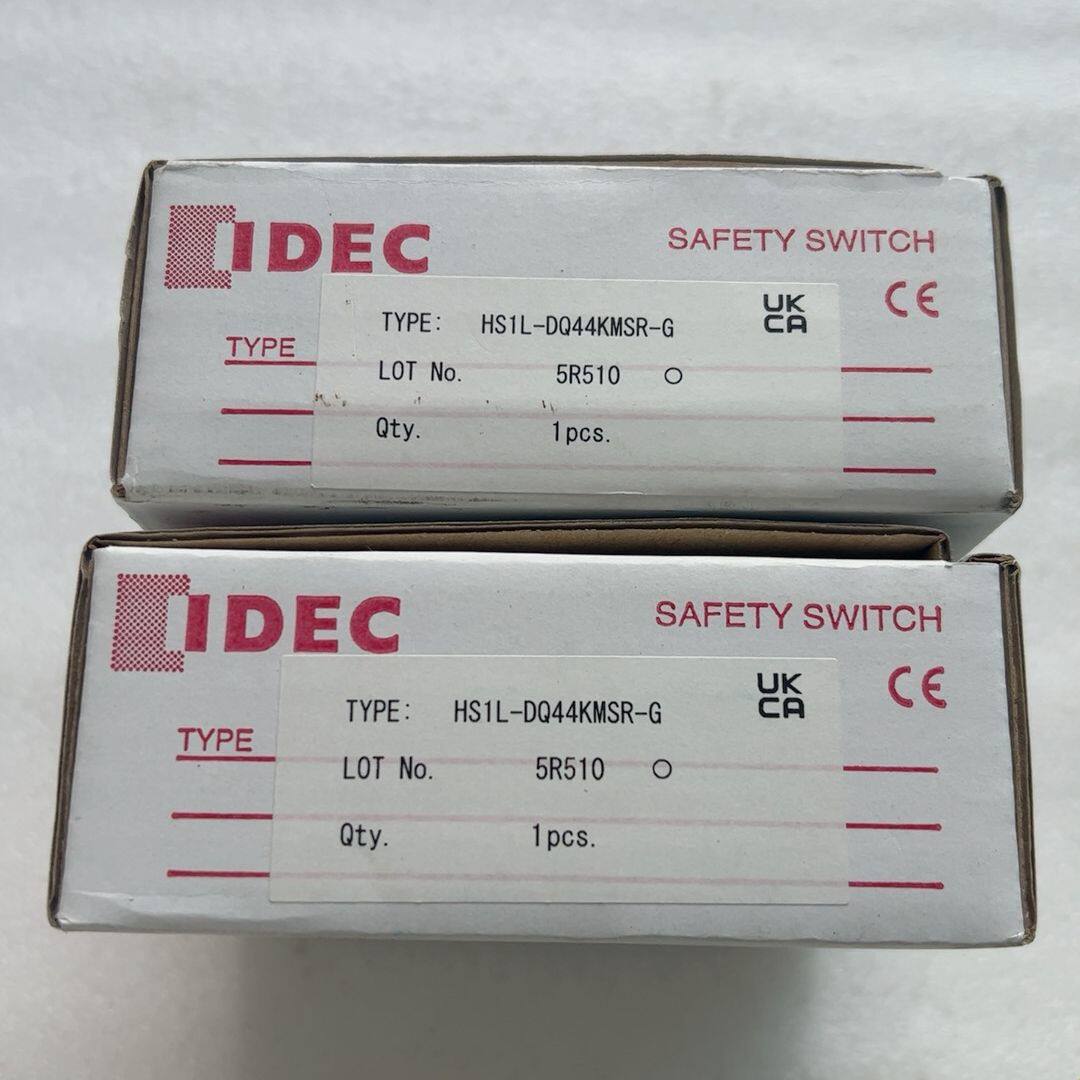 IDEC
SAFETY SWITCH
CE
TYPE: HS1L-DQ44KMSR-G
UK
CA
TYPE
LOT No. 5R510 ○
Qty. 1pcs.
IDEC
SAFETY SWITCH
CE
TYPE: HS1L-DQ44KMSR-G
UK
CA
TYPE
LOT No. 5R510 ○
Qty. 1pcs.